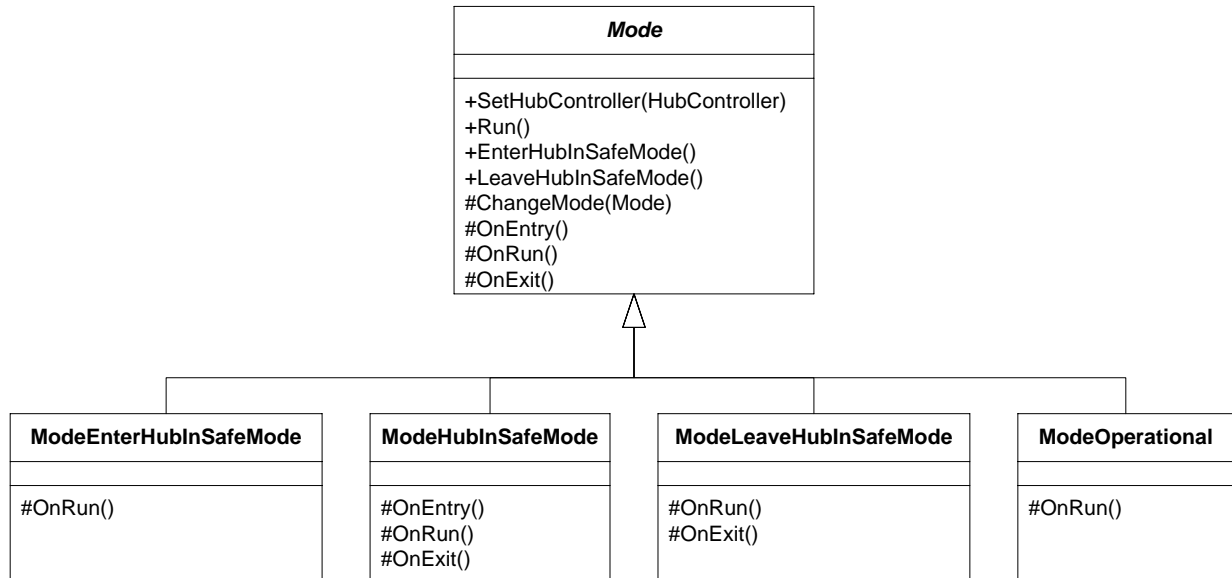 Mode
+SetHubController(HubController)
+Run()
+EnterHubInSafeMode()
+LeaveHubInSafeMode()
#ChangeMode(Mode)
#OnEntry()
#OnRun()
#OnExit()
ModeEnterHubInSafeMode
#OnRun()
ModeHubInSafeMode
#OnEntry()
#OnRun()
#OnExit()
ModeLeaveHubInSafeMode
#OnRun()
#OnExit()
ModeOperational
#OnRun()